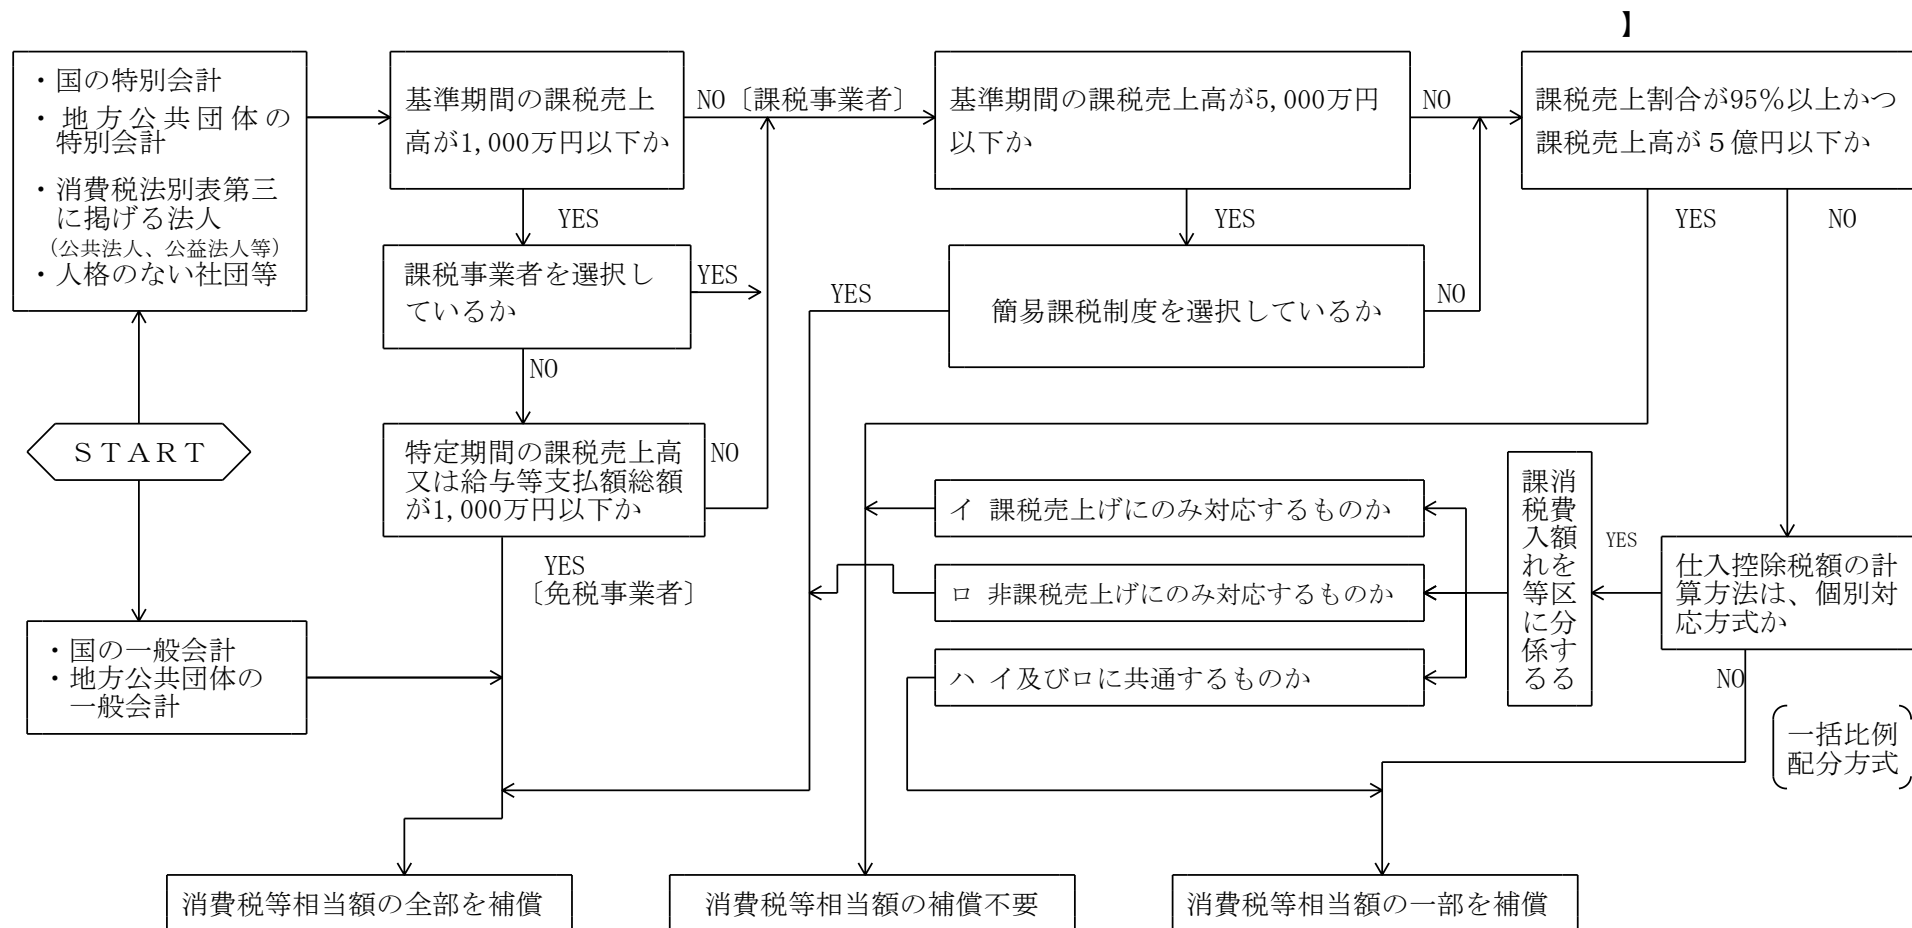 】
・国の特別会計
・地方公共団体の
特別会計
・消費税法別表第三
に掲げる法人
（公共法人、公益法人等）
・人格のない社団等
基準期間の課税売上
高が1,000万円以下か
NO〔課税事業者〕
基準期間の課税売上高が5,000万円
以下か
NO
課税売上割合が95％以上かつ
課税売上高が５億円以下か
YES
YES
YES
NO
課税事業者を選択し
ているか
YES
YES
簡易課税制度を選択しているか
NO
NO
ＳＴＡＲＴ
特定期間の課税売上高
又は給与等支払額総額
が1,000万円以下か
NO
YES
〔免税事業者〕
イ 課税売上げにのみ対応するものか
ロ 非課税売上げにのみ対応するものか
ハ イ及びロに共通するものか
消費額を区分する
課税入れ等に係る
YES
仕入控除税額の計
算方法は、個別対
応方式か
NO
一括比例
配分方式
・国の一般会計
・地方公共団体の
一般会計
消費税等相当額の全部を補償
消費税等相当額の補償不要
消費税等相当額の一部を補償